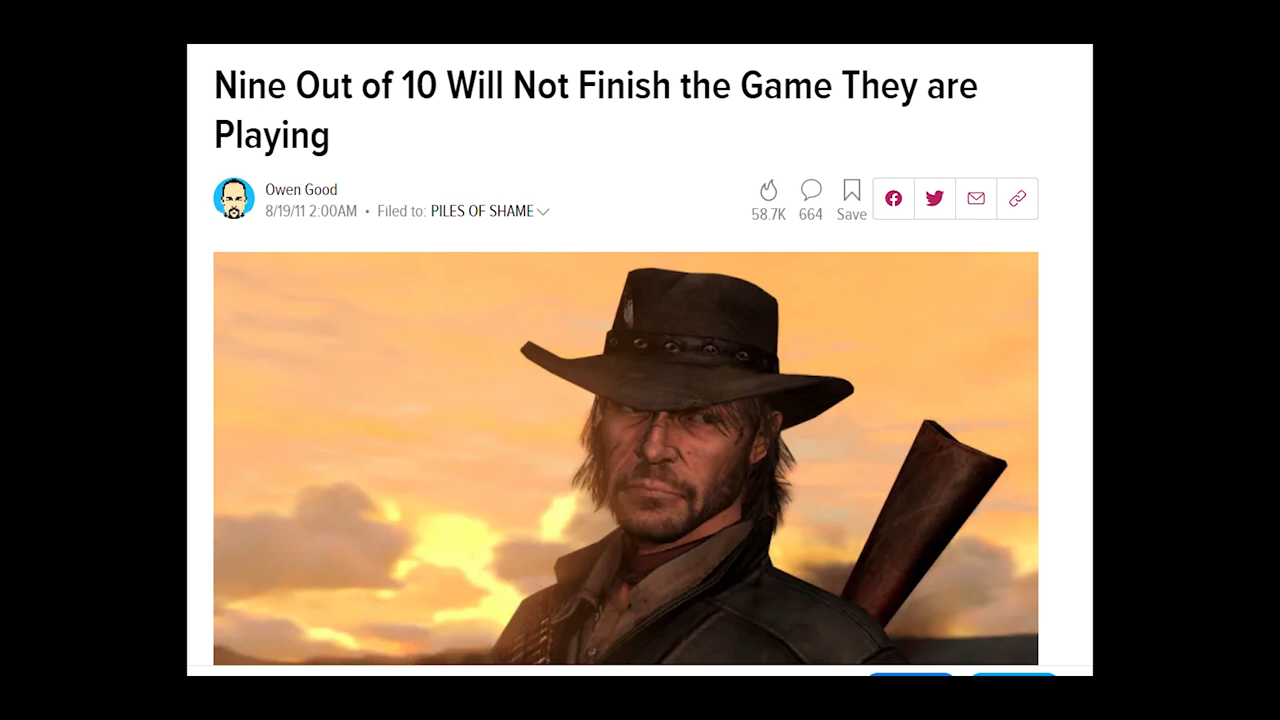 Nine Out of 10 Will Not Finish the Game They are
Playing
Owen Good
8/19/11 2:00AM • Filed to: PILES OF SHAME
58.7K 664 Save